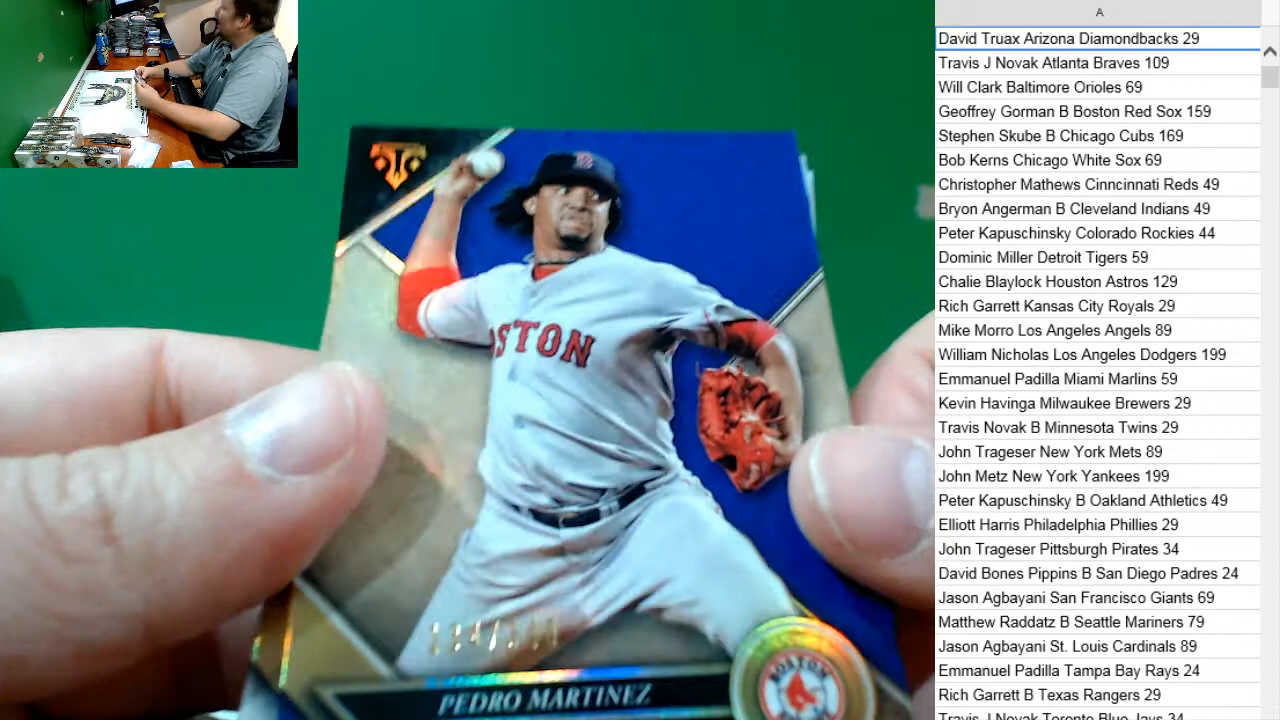 A
David Truax Arizona Diamondbacks 29
Travis J Novak Atlanta Braves 109
Will Clark Baltimore Orioles 69
Geoffrey Gorman B Boston Red Sox 159
Stephen Skube B Chicago Cubs 169
Bob Kerns Chicago White Sox 69
Christopher Mathews Cinncinnati Reds 49
Bryon Angerman B Cleveland Indians 49
Peter Kapuschinsky Colorado Rockies 44
Dominic Miller Detroit Tigers 59
Chalie Blaylock Houston Astros 129
Rich Garrett Kansas City Royals 29
Mike Morro Los Angeles Angels 89
William Nicholas Los Angeles Dodgers 199
Emmanuel Padilla Miami Marlins 59
Kevin Havinga Milwaukee Brewers 29
Travis Novak B Minnesota Twins 29
John Trageser New York Mets 89
John Metz New York Yankees 199
Peter Kapuschinsky B Oakland Athletics 49
Elliott Harris Philadelphia Phillies 29
John Trageser Pittsburgh Pirates 34
David Bones Pippins B San Diego Padres 24
Jason Agbayani San Francisco Giants 69
Matthew Raddatz B Seattle Mariners 79
Jason Agbayani St. Louis Cardinals 89
Emmanuel Padilla Tampa Bay Rays 24
Rich Garrett B Texas Rangers 29
Travis J Novak Toronto Blue Jays 34
B
OSTON
PEDRO MARTINEZ
BOSTON